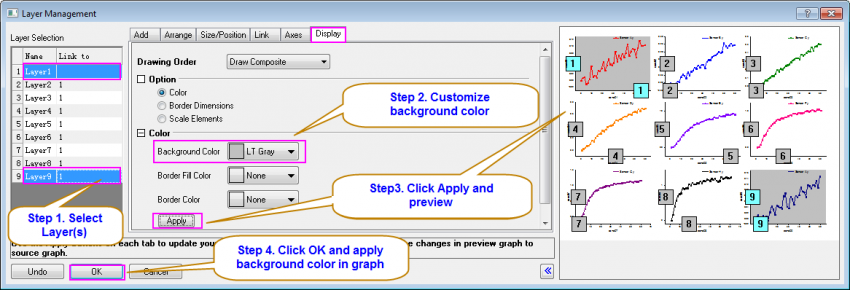 Layer Management
Layer Selection
Name Link to
1 Layer1
2 Layer2 1
3 Layer3 1
4 Layer4 1
5 Layer5 1
6 Layer6 1
7 Layer7 1
8 Layer8 1
9 Layer9 1
Add Arrange Size/Position Link Axes Display
Drawing Order Draw Composite
Option
Color
Border Dimensions
Scale Elements
Color
Background Color LT Gray
Border Fill Color None
Border Color None
Apply
Step 1. Select
Layer(s)
Step 2. Customize
background color
Step3. Click Apply and
preview
Step 4. Click OK and apply
background color in graph
each tab to update you
e changes in preview graph to
source graph.
Undo OK Cancel
1 2 3
1 2 3
4 15 6
4 5 6
7 8 9
7 8 9